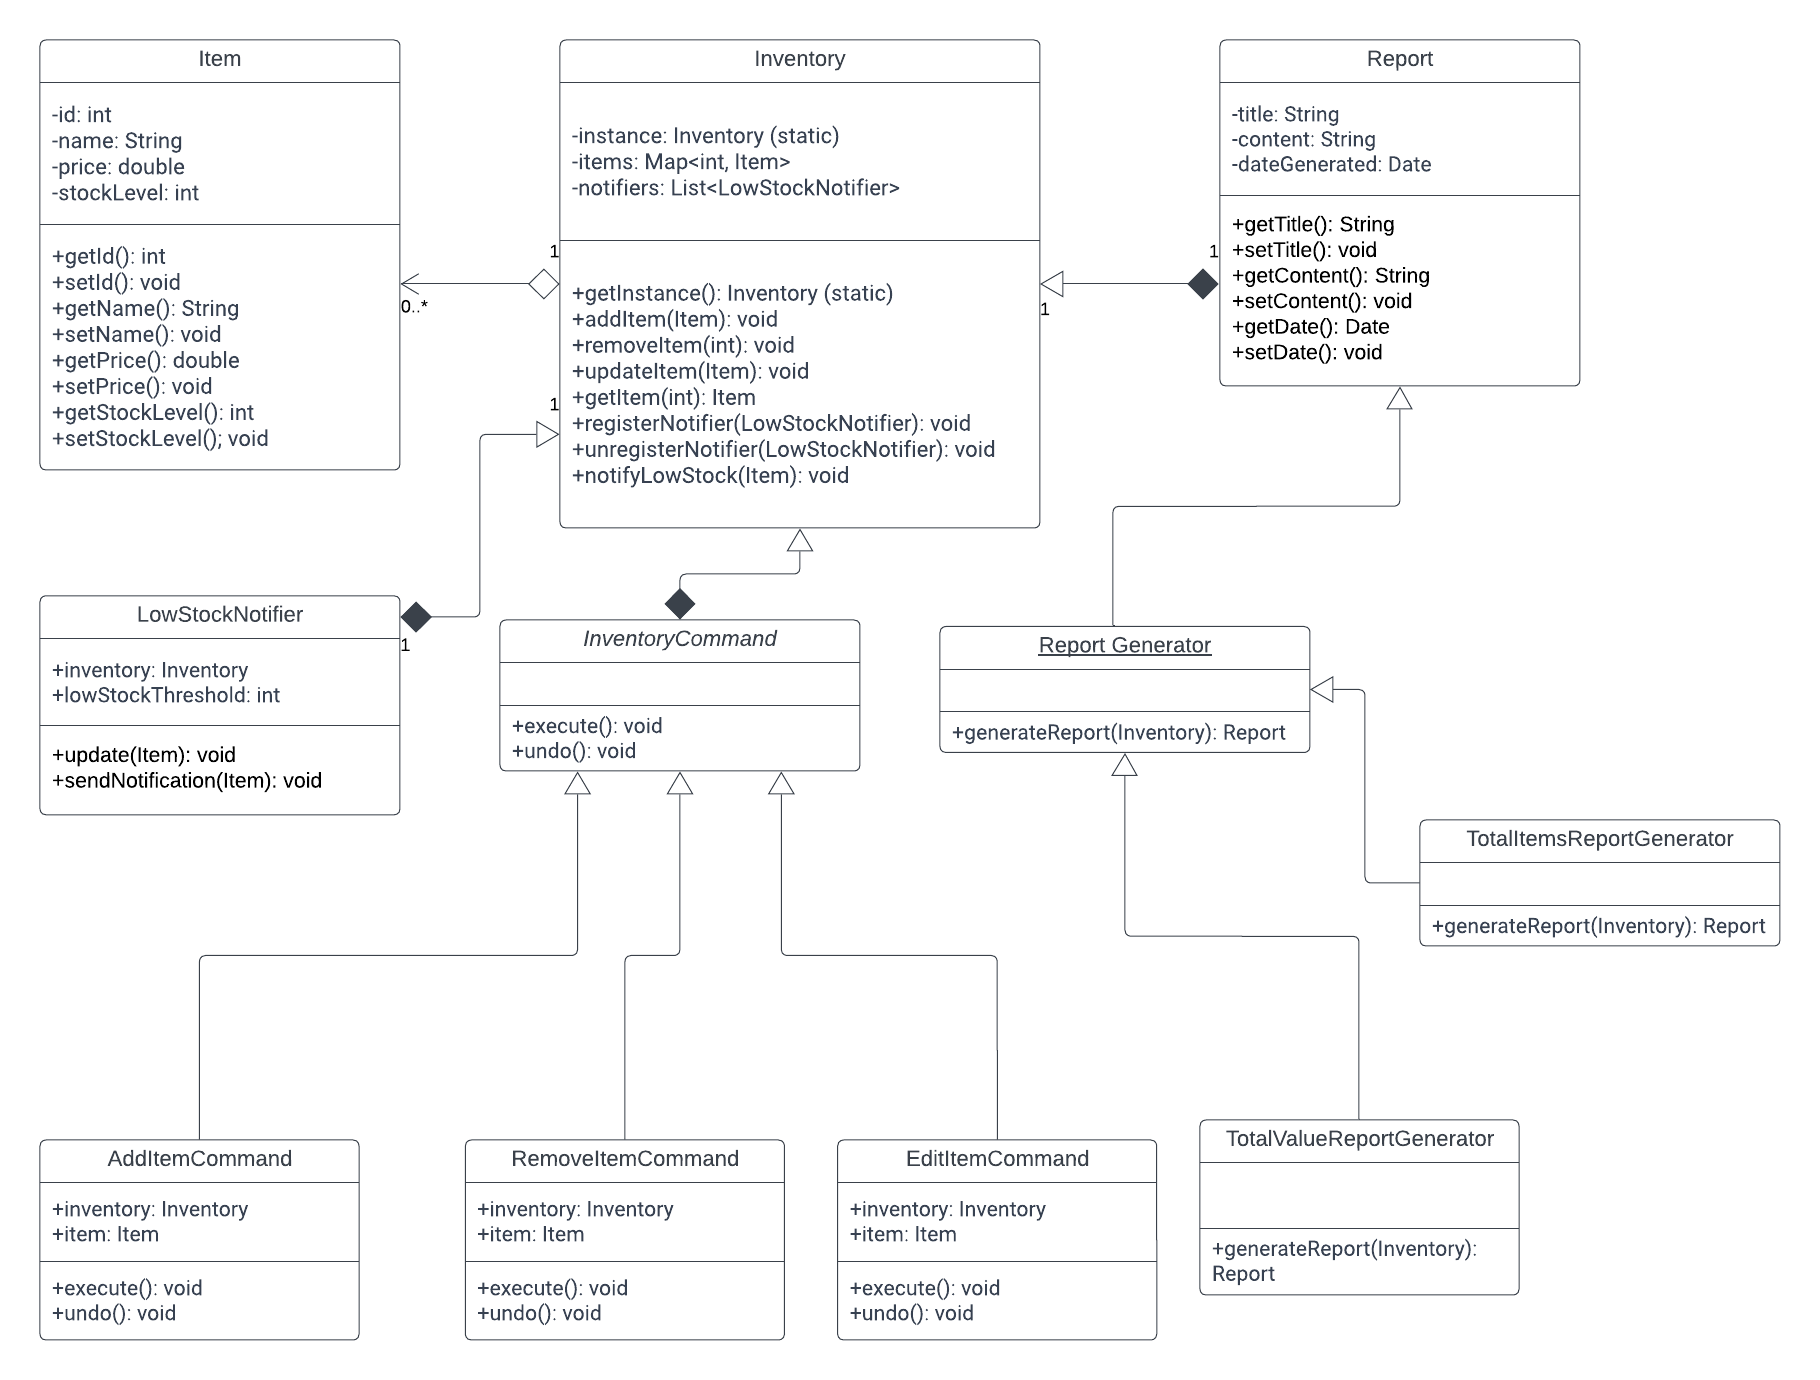 Item
-id: int
-name: String
-price: double
-stockLevel: int
+getId(): int
+setId(): void
+getName(): String
+setName(): void
+getPrice(): double
+setPrice(): void
+getStockLevel(): int
+setStockLevel(); void
Inventory
-instance: Inventory (static)
-items: Map<int, Item>
-notifiers: List<LowStockNotifier>
+getInstance(): Inventory (static)
+addItem(Item): void
+removeItem(int): void
+updateItem(Item): void
+getItem(int): Item
+registerNotifier(LowStockNotifier): void
+unregisterNotifier(LowStockNotifier): void
+notifyLowStock(Item): void
Report
-title: String
-content: String
-dateGenerated: Date
+getTitle(): String
+setTitle(): void
+getContent(): String
+setContent(): void
+getDate(): Date
+setDate(): void
1
0..*
1
1
1
1
LowStockNotifier
+inventory: Inventory
+lowStockThreshold: int
+update(Item): void
+sendNotification(Item): void
InventoryCommand
+execute(): void
+undo(): void
Report Generator
+generateReport(Inventory): Report
TotalItemsReportGenerator
+generateReport(Inventory): Report
AddItemCommand
+inventory: Inventory
+item: Item
+execute(): void
+undo(): void
RemoveItemCommand
+inventory: Inventory
+item: Item
+execute(): void
+undo(): void
EditItemCommand
+inventory: Inventory
+item: Item
+execute(): void
+undo(): void
TotalValueReportGenerator
+generateReport(Inventory):
Report